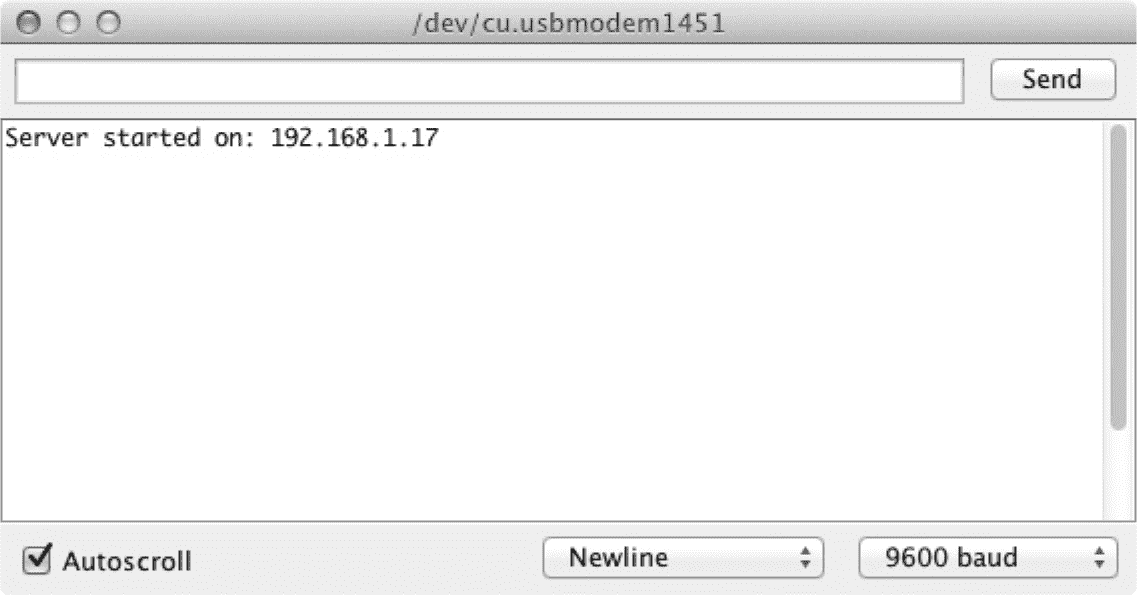 /dev/cu.usbmodem1451
Send
Server started on: 192.168.1.17
Autoscroll
Newline
9600 baud